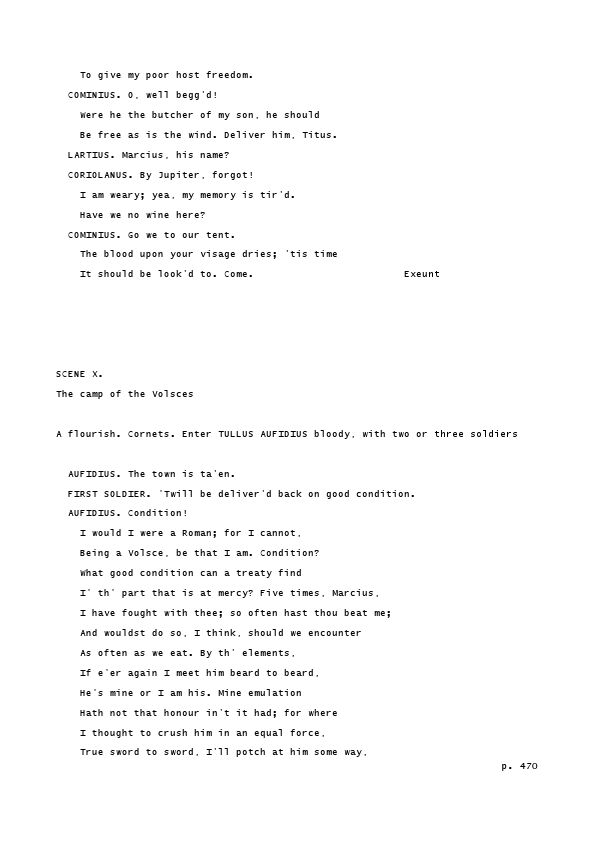 To give my poor host freedom.
COMINIUS. O, well begg'd!
Were he the butcher of my son, he should
Be free as is the wind. Deliver him, Titus.
LARTIUS. Marcius, his name?
CORIOLANUS. By Jupiter, forgot!
I am weary; yea, my memory is tir'd.
Have we no wine here?
COMINIUS. Go we to our tent.
The blood upon your visage dries; 'tis time
It should be look'd to. Come. Exeunt
SCENE X.
The camp of the Volsces
A flourish. Cornets. Enter TULLUS AUFIDIUS bloody, with two or three soldiers
AUFIDIUS. The town is ta'en.
FIRST SOLDIER. 'Twill be deliver'd back on good condition.
AUFIDIUS. Condition!
I would I were a Roman; for I cannot,
Being a Volsce, be that I am. Condition?
What good condition can a treaty find
I' th' part that is at mercy? Five times, Marcius,
I have fought with thee; so often hast thou beat me;
And wouldst do so, I think, should we encounter
As often as we eat. By th' elements,
If e'er again I meet him beard to beard,
He's mine or I am his. Mine emulation
Hath not that honour in't it had; for where
I thought to crush him in an equal force,
True sword to sword, I'll potch at him some way,
p. 470